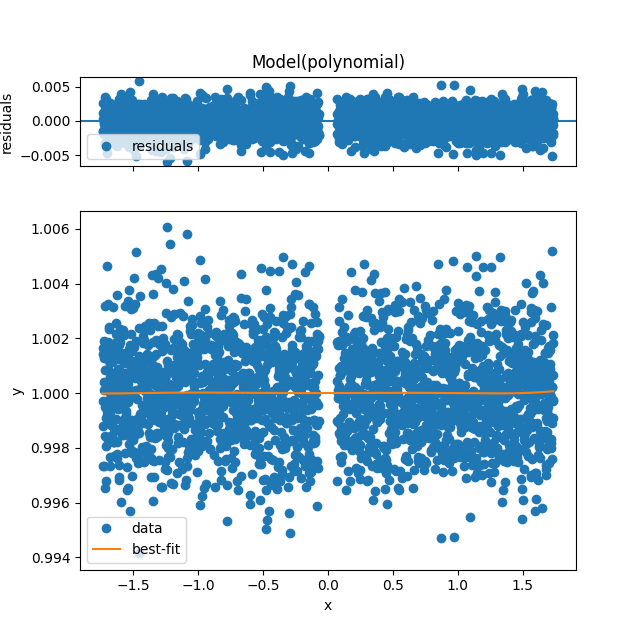 Model(polynomial)
residuals
0.005
0.000
−0.005
residuals
y
1.006
1.004
1.002
1.000
0.998
0.996
0.994
data
best-fit
−1.5 −1.0 −0.5 0.0 0.5 1.0 1.5
x